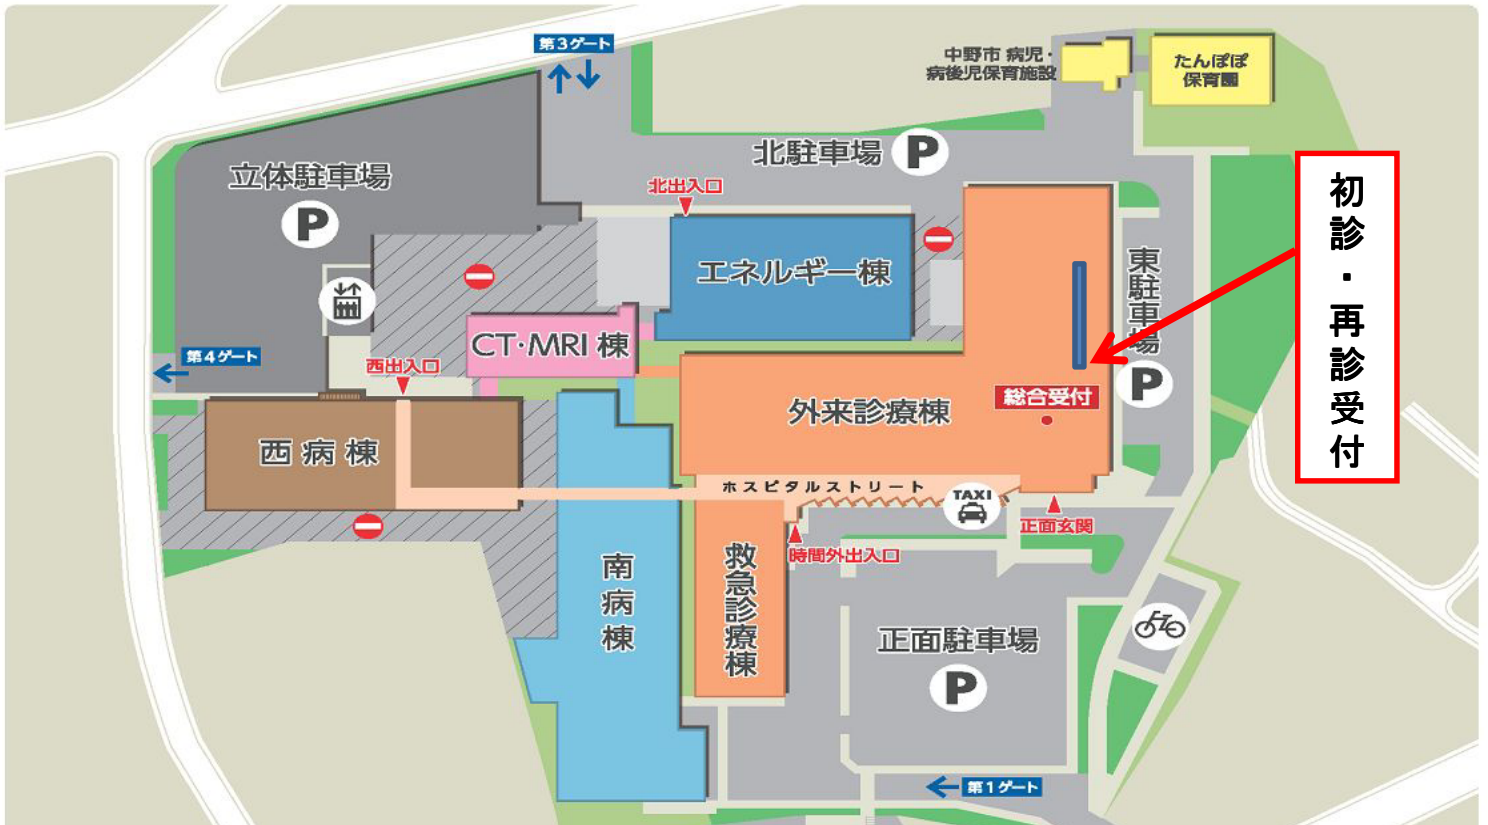 第3ゲート
中野市 病児・
病後児保育施設
たんぽぽ
保育園
北駐車場 P
立体駐車場
P
北出入口
初診・再診受付
エネルギー棟
東駐車場
P
CT・MRI 棟
第4ゲート
西出入口
総合受付
外来診療棟
西病棟
ホスピタルストリート
TAXI
正面玄関
時間外出入口
救急診療棟
南病棟
正面駐車場
P
第1ゲート